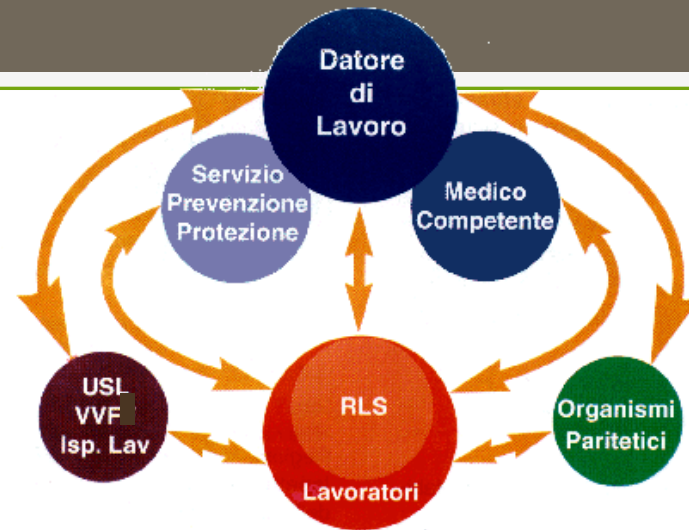 Datore
di
Lavoro
Servizio
Prevenzione
Protezione
Medico
Competente
USL
VVF
Isp. Lav
RLS
Lavoratori
Organismi
Paritetici